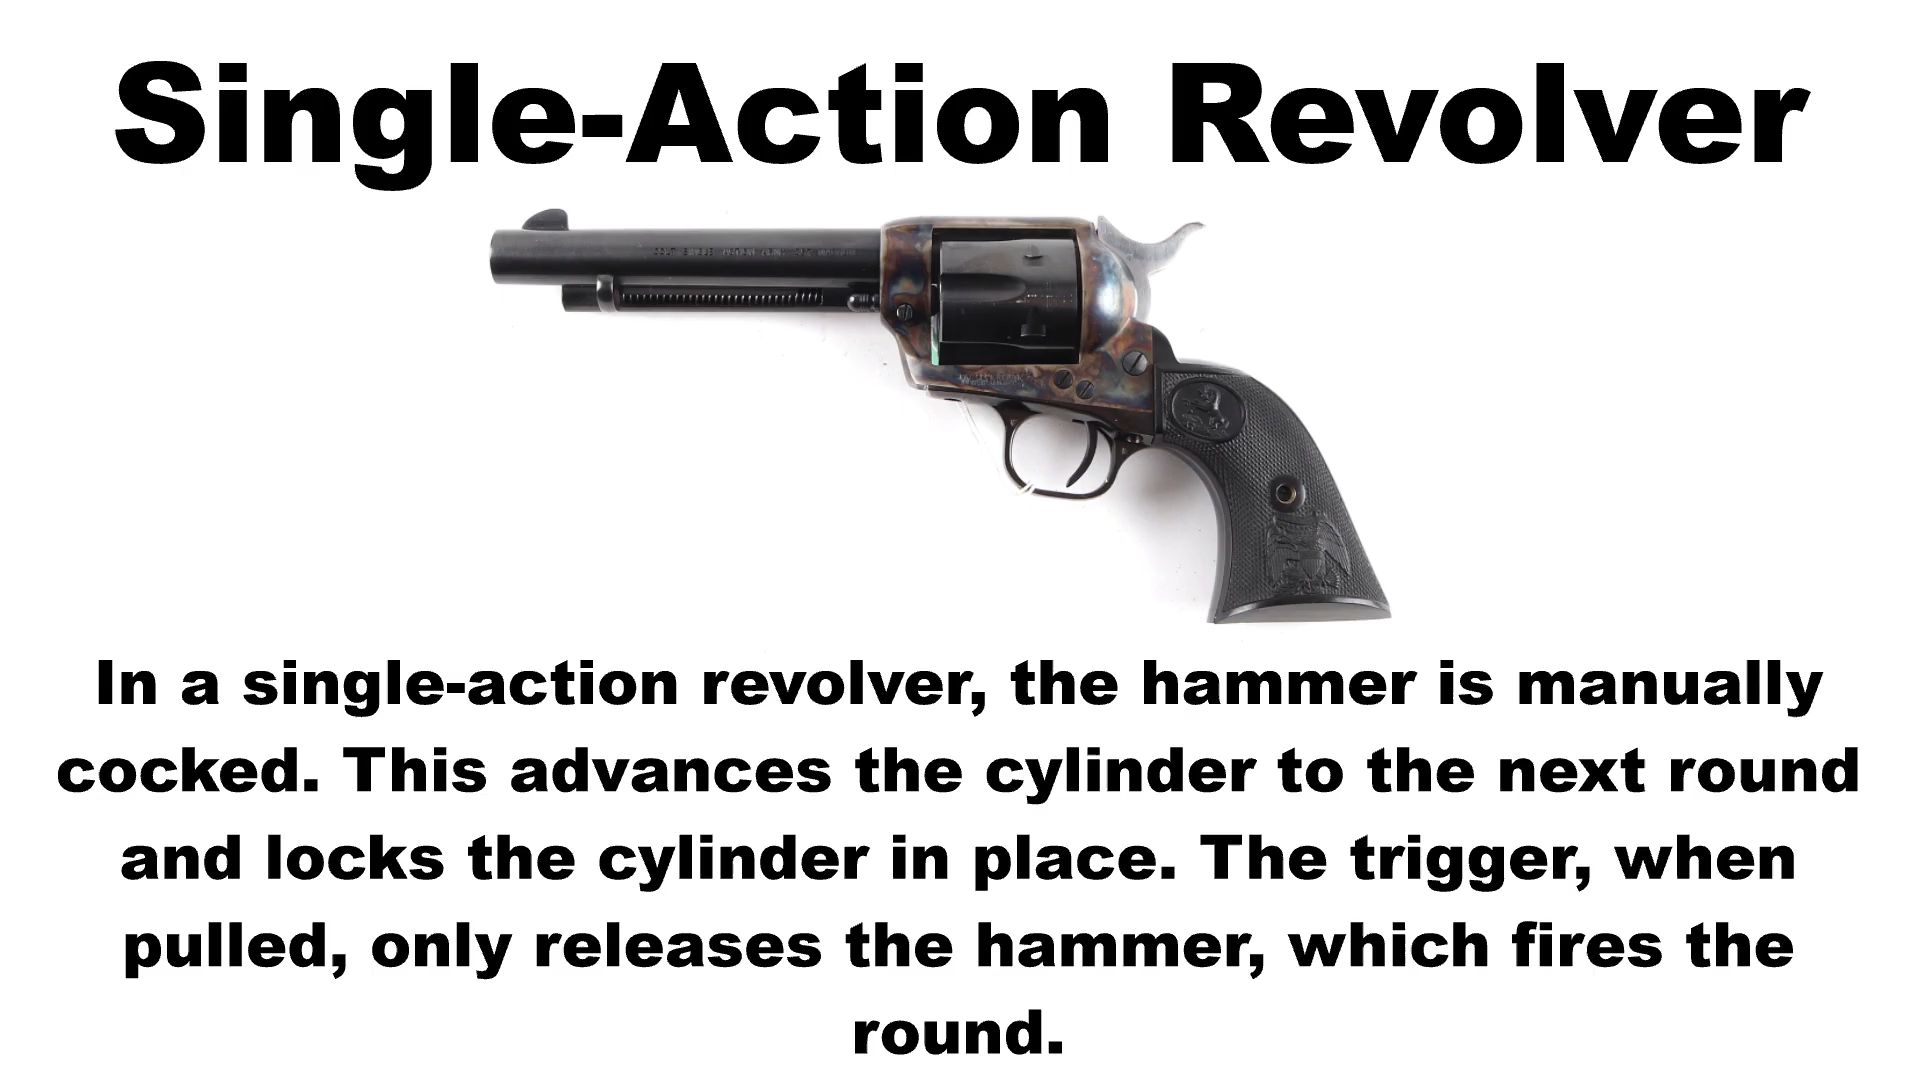 Single-Action Revolver
In a single-action revolver, the hammer is manually
cocked. This advances the cylinder to the next round
and locks the cylinder in place. The trigger, when
pulled, only releases the hammer, which fires the
round.